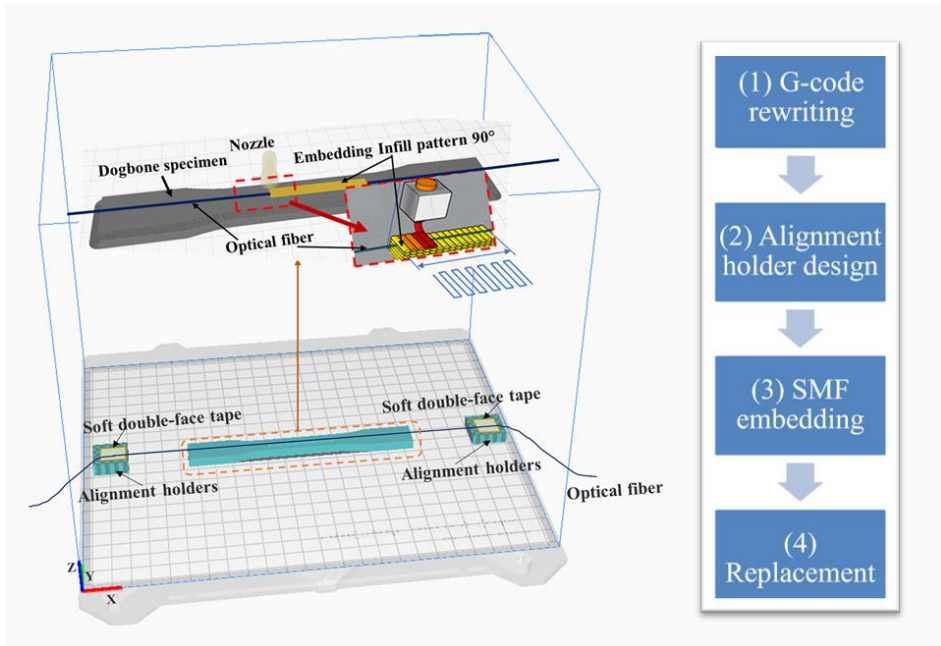 Nozzle
Embedding Infill pattern 90°
Dogbone specimen
Optical fiber
Soft double-face tape
Soft double-face tape
Alignment holders
Alignment holders
Optical fiber
Z
Y
X
(1) G-code
rewriting
(2) Alignment
holder design
(3) SMF
embedding
(4)
Replacement